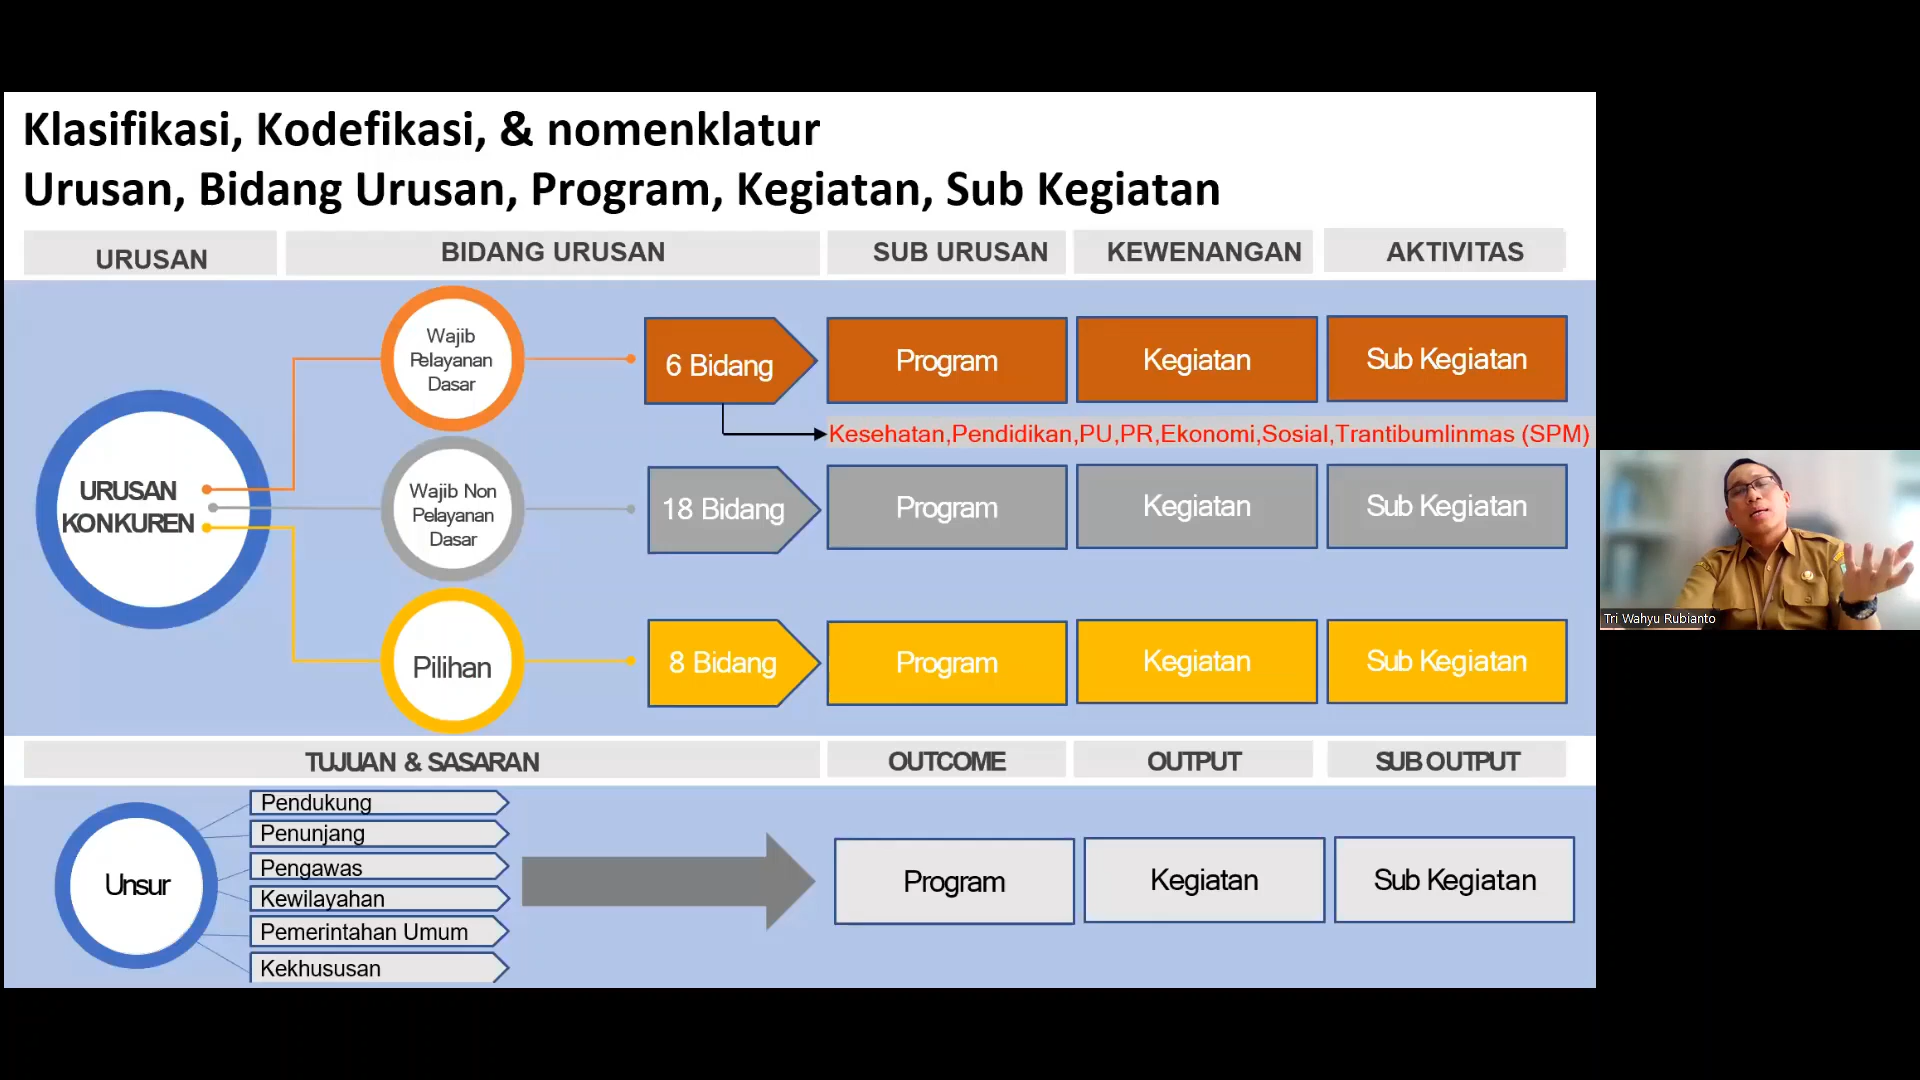 Klasifikasi, Kodefikasi, & nomenklatur
Urusan, Bidang Urusan, Program, Kegiatan, Sub Kegiatan
URUSAN
BIDANG URUSAN
SUB URUSAN
KEWENANGAN
AKTIVITAS
URUSAN
KONKUREN
Wajib
Pelayanan
Dasar
6 Bidang
Program
Kegiatan
Sub Kegiatan
Kesehatan,Pendidikan,PU,PR,Ekonomi,Sosial,Trantibumlinmas (SPM)
Wajib Non
Pelayanan
Dasar
18 Bidang
Program
Kegiatan
Sub Kegiatan
Pilihan
8 Bidang
Program
Kegiatan
Sub Kegiatan
TUJUAN & SASARAN
OUTCOME
OUTPUT
SUB OUTPUT
Unsur
Pendukung
Penunjang
Pengawas
Kewilayahan
Pemerintahan Umum
Kekhususan
Program
Kegiatan
Sub Kegiatan
Tri Wahyu Rubianto